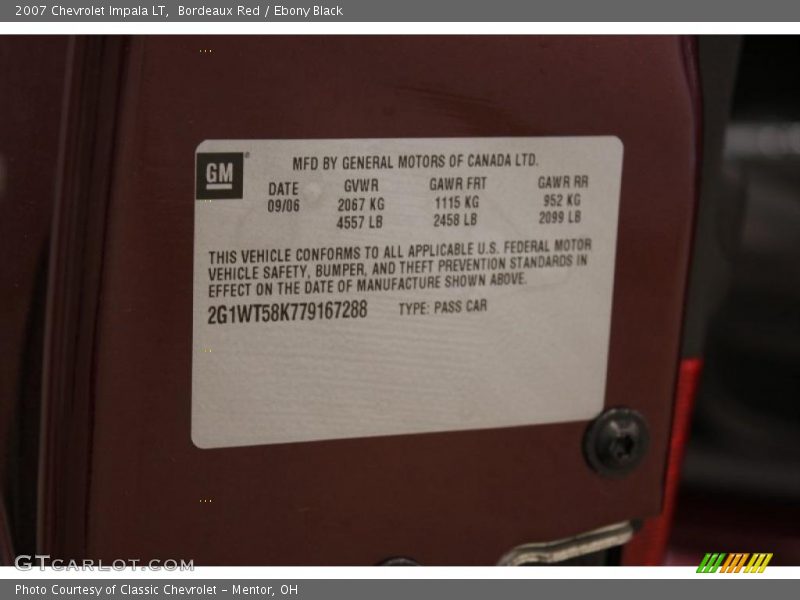 2007 Chevrolet Impala LT,  Bordeaux Red / Ebony Black
GM
MFD BY GENERAL MOTORS OF CANADA LTD.
DATE GVWR GAWR FRT GAWR RR
09/06 2067 KG 1115 KG 952 KG
4557 LB 2458 LB 2099 LB
THIS VEHICLE CONFORMS TO ALL APPLICABLE U.S. FEDERAL MOTOR
VEHICLE SAFETY, BUMPER, AND THEFT PREVENTION STANDARDS IN
EFFECT ON THE DATE OF MANUFACTURE SHOWN ABOVE.
2G1WT58K779167288 TYPE: PASS CAR
GTCARLOT.COM
Photo Courtesy of Classic Chevrolet - Mentor, OH